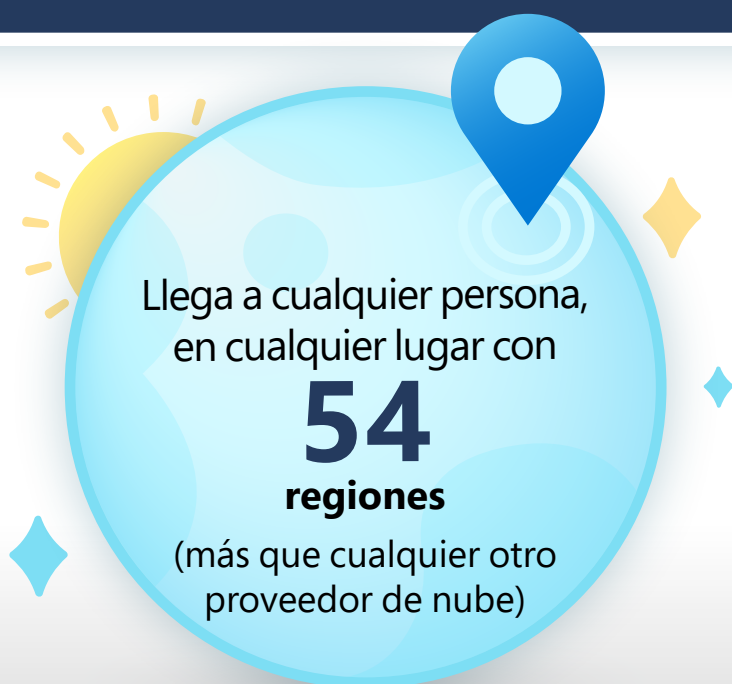 Llega a cualquier persona,
en cualquier lugar con
54
regiones
(más que cualquier otro
proveedor de nube)